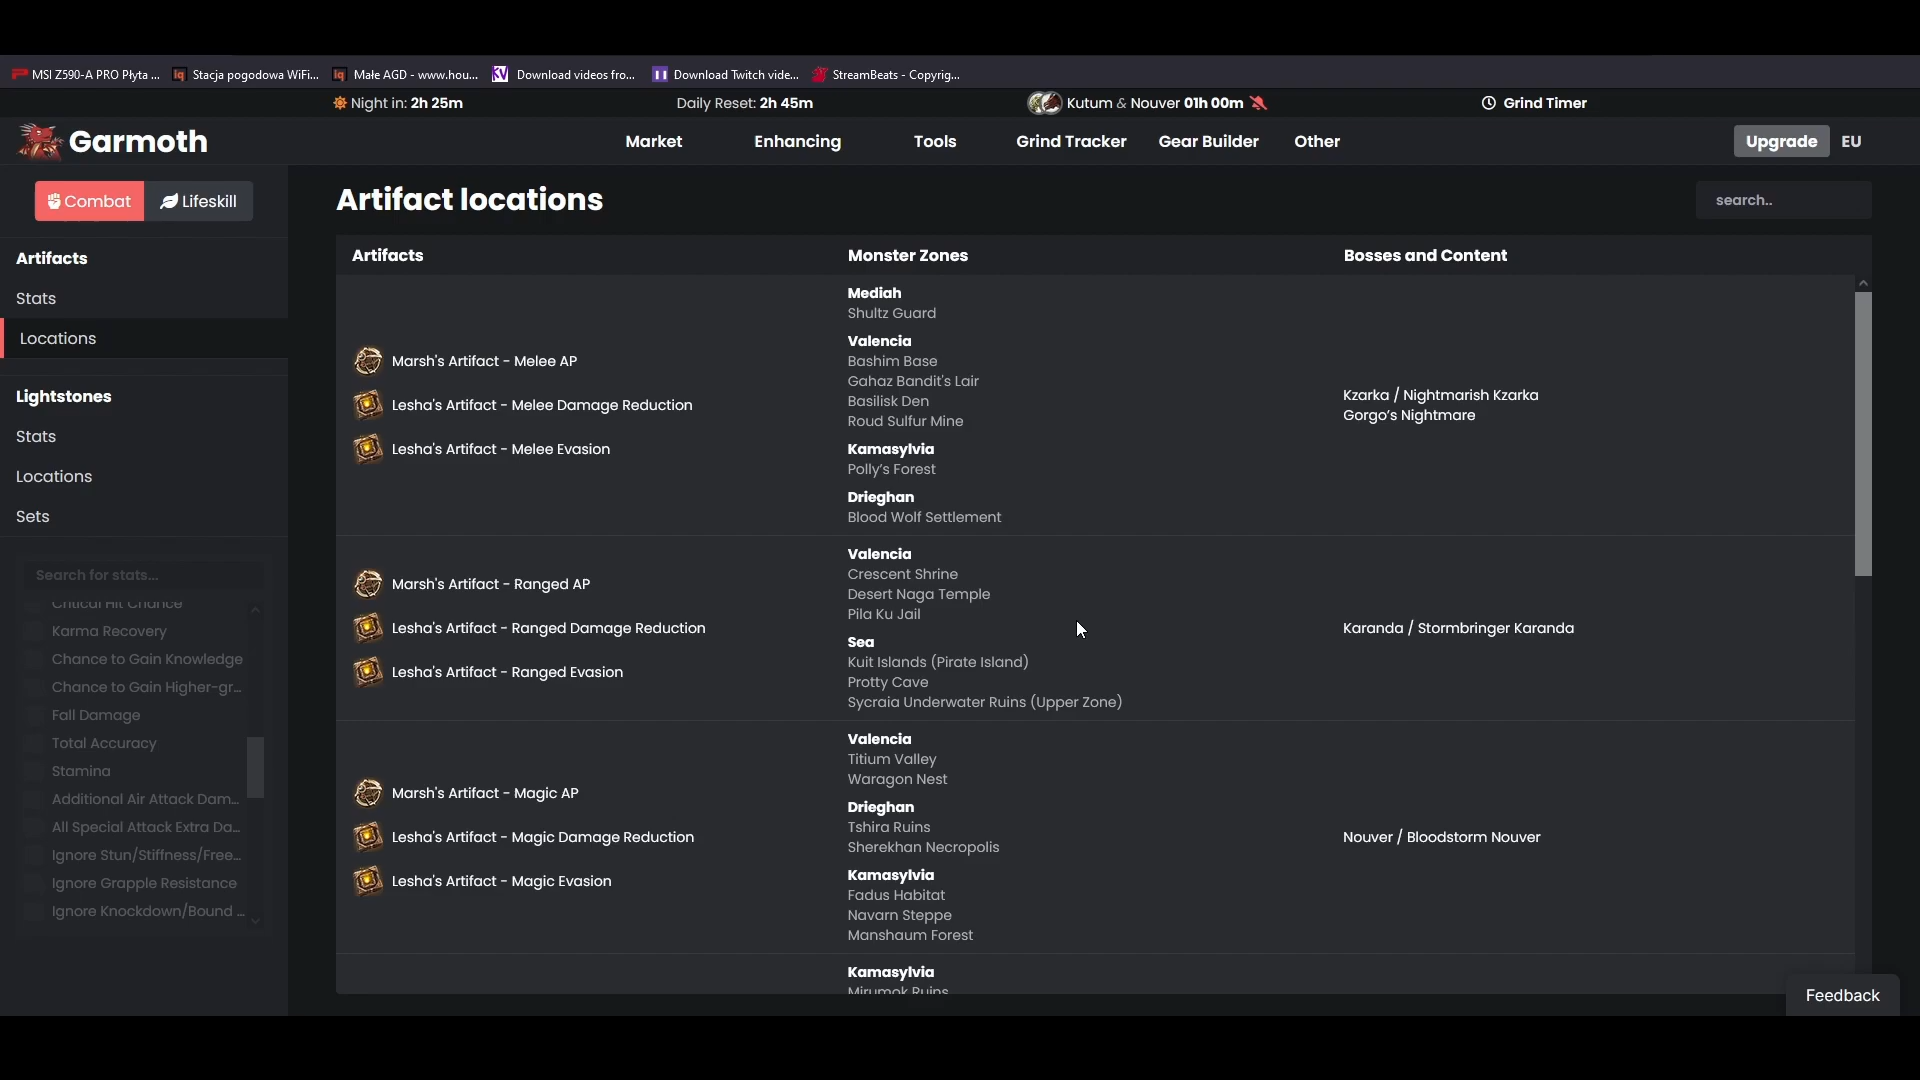 MSI Z590-A PRO Płyta ...
Stacja pogodowa WiFi...
Małe AGD - www.hou...
Download videos fro...
Download Twitch vide...
StreamBeats - Copyrig...
Night in: 2h 25m
Daily Reset: 2h 45m
Kutum & Nouver 01h 00m
Grind Timer
Garmoth
Market
Enhancing
Tools
Grind Tracker
Gear Builder
Other
Upgrade
EU
Combat
Lifeskill
Artifacts
Stats
Locations
Lightstones
Stats
Locations
Sets
Search for stats...
Critical Hit Chance
Karma Recovery
Chance to Gain Knowledge
Chance to Gain Higher-gr...
Fall Damage
Total Accuracy
Stamina
Additional Air Attack Dam...
All Special Attack Extra Da...
Ignore Stun/Stiffness/Free...
Ignore Grapple Resistance
Ignore Knockdown/Bound ...
Artifact locations
search..
Artifacts
Monster Zones
Bosses and Content
Marsh's Artifact - Melee AP
Lesha's Artifact - Melee Damage Reduction
Lesha's Artifact - Melee Evasion
Mediah
Shultz Guard
Valencia
Bashim Base
Gahaz Bandit's Lair
Basilisk Den
Roud Sulfur Mine
Kamasylvia
Polly’s Forest
Drieghan
Blood Wolf Settlement
Kzarka / Nightmarish Kzarka
Gorgo’s Nightmare
Marsh's Artifact - Ranged AP
Lesha's Artifact - Ranged Damage Reduction
Lesha's Artifact - Ranged Evasion
Valencia
Crescent Shrine
Desert Naga Temple
Pila Ku Jail
Sea
Kuit Islands (Pirate Island)
Protty Cave
Sycraia Underwater Ruins (Upper Zone)
Karanda / Stormbringer Karanda
Marsh's Artifact - Magic AP
Lesha's Artifact - Magic Damage Reduction
Lesha's Artifact - Magic Evasion
Valencia
Titium Valley
Waragon Nest
Drieghan
Tshira Ruins
Sherekhan Necropolis
Kamasylvia
Fadus Habitat
Navarn Steppe
Manshaum Forest
Nouver / Bloodstorm Nouver
Kamasylvia
Mirumok Ruins
Feedback